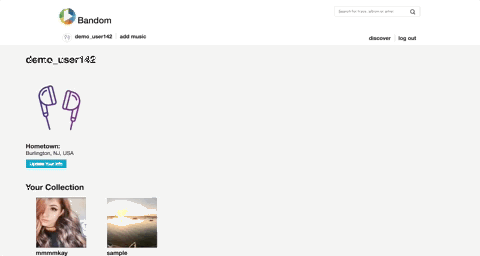 Bandom
Search for track, album or artist
demo_user142
add music
discover
log out
demo_user142
Hometown:
Burlington, NJ, USA
Update Your Info
Your Collection
mmmmkay
sample